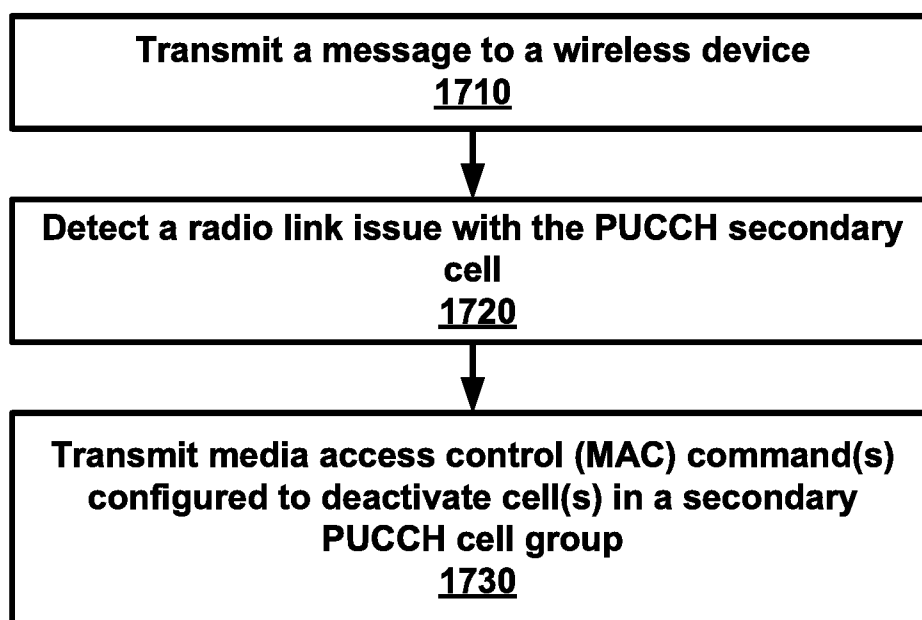 Transmit a message to a wireless device
1710
Detect a radio link issue with the PUCCH secondary
cell
1720
Transmit media access control (MAC) command(s)
configured to deactivate cell(s) in a secondary
PUCCH cell group
1730